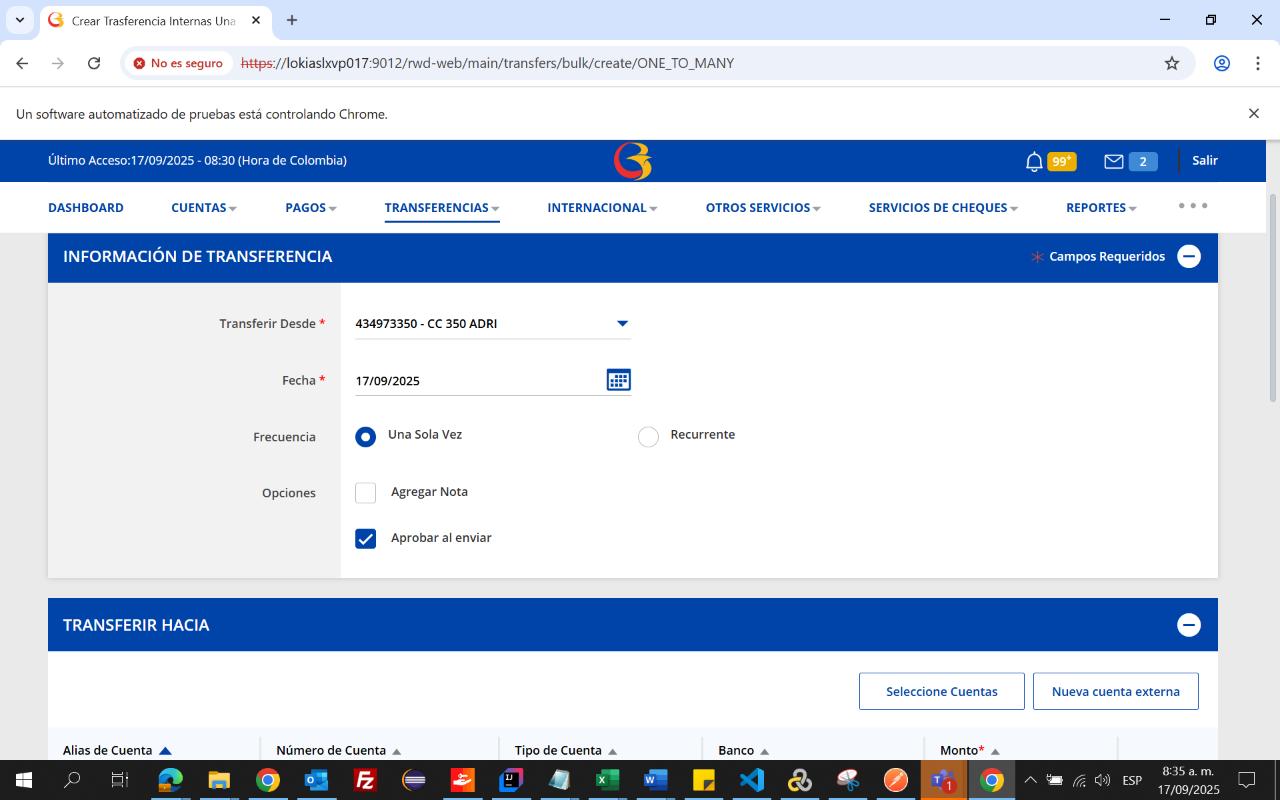 Crear Trasferencia Internas Una
No es seguro
https://lokiaslxvp017:9012/rwd-web/main/transfers/bulk/create/ONE_TO_MANY
Un software automatizado de pruebas está controlando Chrome.
Último Acceso:17/09/2025 - 08:30 (Hora de Colombia)
99+
2
Salir
DASHBOARD
CUENTAS
PAGOS
TRANSFERENCIAS
INTERNACIONAL
OTROS SERVICIOS
SERVICIOS DE CHEQUES
REPORTES
INFORMACIÓN DE TRANSFERENCIA
Campos Requeridos
Transferir Desde *
434973350 - CC 350 ADRI
Fecha *
17/09/2025
Frecuencia
Una Sola Vez
Recurrente
Opciones
Agregar Nota
Aprobar al enviar
TRANSFERIR HACIA
Seleccione Cuentas
Nueva cuenta externa
Alias de Cuenta
Número de Cuenta
Tipo de Cuenta
Banco
Monto*
ESP
8:35 a. m.
17/09/2025